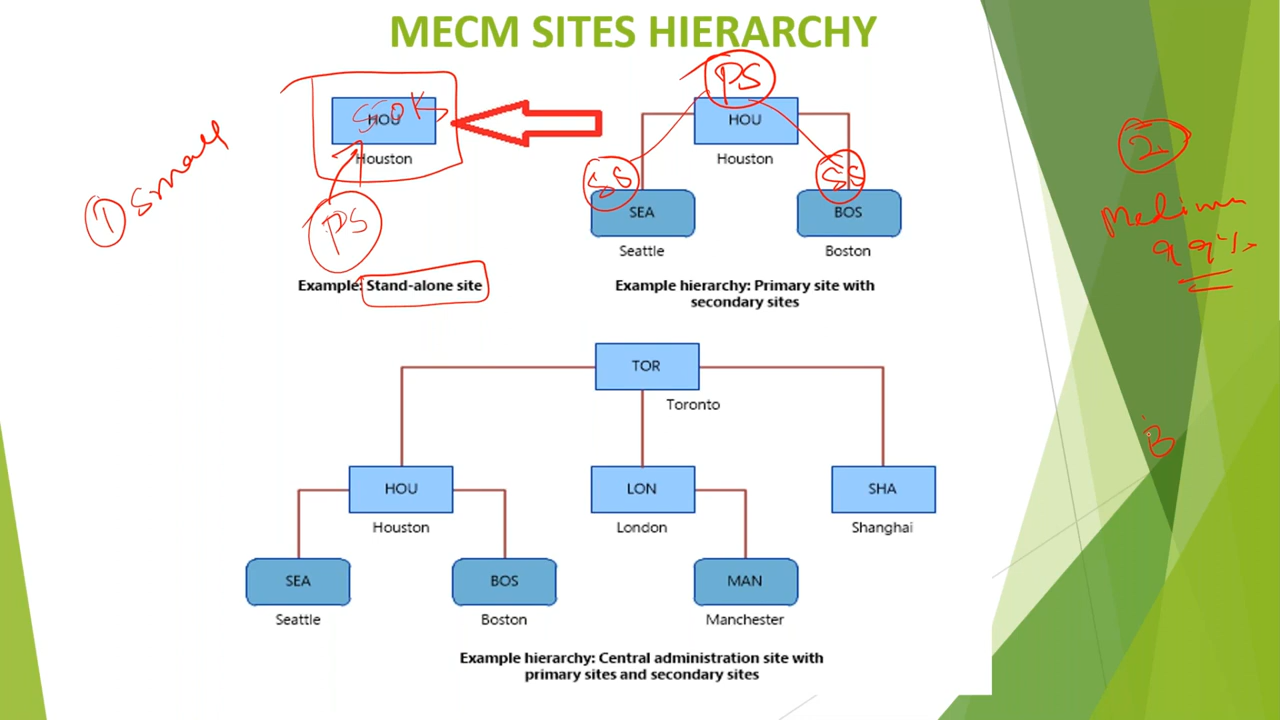 MECM SITES HIERARCHY
PS
HOU
Houston
PS
① Small
HOU
Houston
SS
SS
SEA
Seattle
BOS
Boston
2
Medium
99%
Example: Stand-alone site
Example hierarchy: Primary site with
secondary sites
TOR
Toronto
B
HOU
Houston
LON
London
SHA
Shanghai
SEA
Seattle
BOS
Boston
MAN
Manchester
Example hierarchy: Central administration site with
primary sites and secondary sites